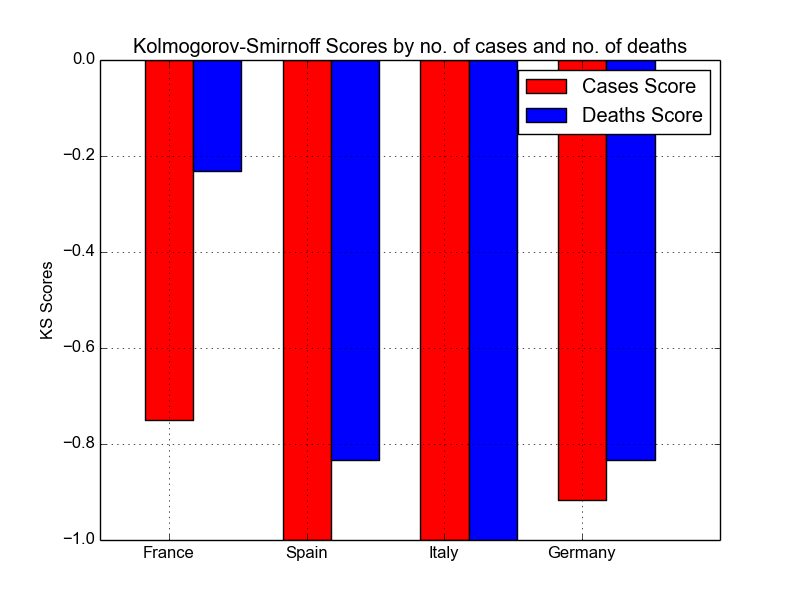 Kolmogorov-Smirnoff Scores by no. of cases and no. of deaths
0.0
Cases Score
Deaths Score
−0.2
−0.4
KS Scores
−0.6
−0.8
−1.0
France Spain Italy Germany